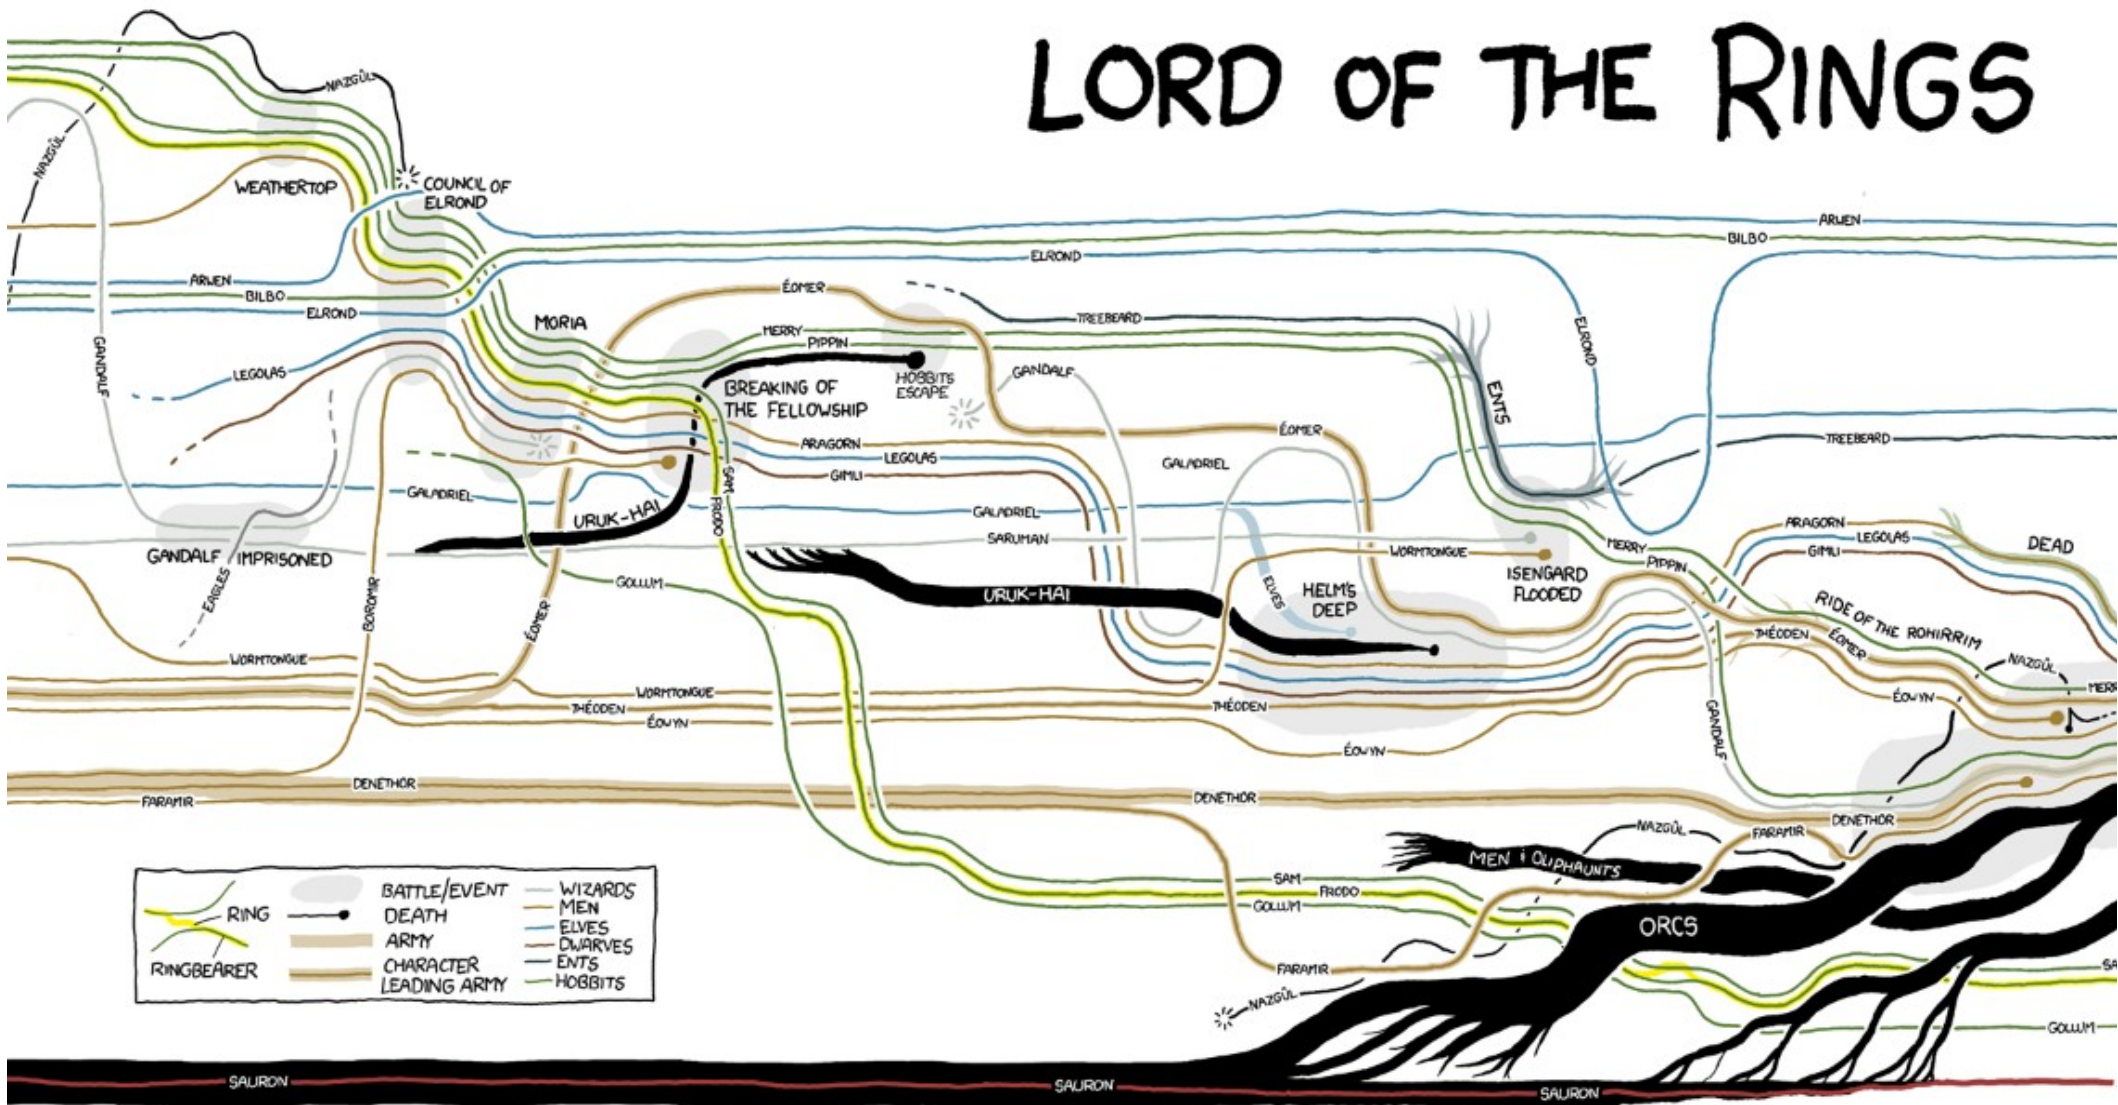 LORD OF THE RINGS
NAZGÛL
NAZGÛL
WEATHERTOP
COUNCIL OF
ELROND
ARWEN
BILBO
ELROND
ARWEN
BILBO
ELROND
ELROND
GANDALF
LEGOLAS
MORIA
ÉOMER
MERRY
PIPPIN
TREEBEARD
HOBBITS
ESCAPE
BREAKING OF
THE FELLOWSHIP
GANDALF
ENTS
ARAGORN
LEGOLAS
GIMLI
ÉOMER
GALADRIEL
TREEBEARD
GALADRIEL
URUK-HAI
SAM
FRODO
GALADRIEL
SARUMAN
WORMTONGUE
GANDALF IMPRISONED
EAGLES
BOROMIR
ÉOMER
GOLLUM
URUK-HAI
ELVES
HELM'S
DEEP
ISENGARD
FLOODED
MERRY
PIPPIN
ARAGORN
LEGOLAS
GIMLI
DEAD
RIDE OF THE ROHIRRIM
THÉODEN
ÉOMER
NAZGÛL
MERR
ÉOWYN
WORMTONGUE
WORMTONGUE
THÉODEN
ÉOWYN
THÉODEN
ÉOWYN
GANDALF
DENETHOR
FARAMIR
DENETHOR
NAZGÛL
FARAMIR
DENETHOR
MEN & OLIPHAUNTS
SAM
FRODO
GOLLUM
ORCS
FARAMIR
NAZGÛL
SA
GOLLUM
RING
RINGBEARER
BATTLE/EVENT
DEATH
ARMY
CHARACTER
LEADING ARMY
WIZARDS
MEN
ELVES
DWARVES
ENTS
HOBBITS
SAURON
SAURON
SAURON